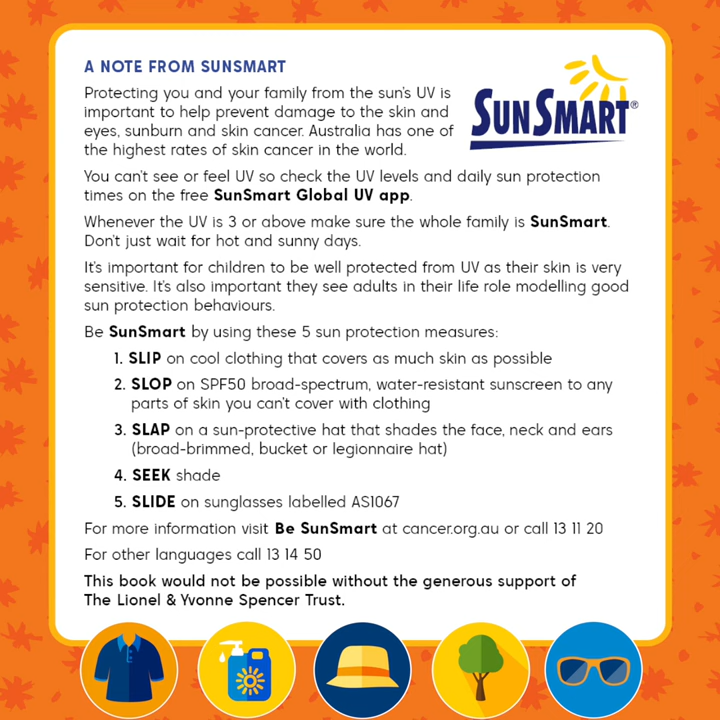 A NOTE FROM SUNSMART
Protecting you and your family from the sun's UV is
important to help prevent damage to the skin and
eyes, sunburn and skin cancer. Australia has one of
the highest rates of skin cancer in the world.
SUNSMART®
You can't see or feel UV so check the UV levels and daily sun protection
times on the free SunSmart Global UV app.
Whenever the UV is 3 or above make sure the whole family is SunSmart.
Don't just wait for hot and sunny days.
It's important for children to be well protected from UV as their skin is very
sensitive. It's also important they see adults in their life role modelling good
sun protection behaviours.
Be SunSmart by using these 5 sun protection measures:
1. SLIP on cool clothing that covers as much skin as possible
2. SLOP on SPF50 broad-spectrum, water-resistant sunscreen to any
parts of skin you can't cover with clothing
3. SLAP on a sun-protective hat that shades the face, neck and ears
(broad-brimmed, bucket or legionnaire hat)
4. SEEK shade
5. SLIDE on sunglasses labelled AS1067
For more information visit Be SunSmart at cancer.org.au or call 13 11 20
For other languages call 13 14 50
This book would not be possible without the generous support of
The Lionel & Yvonne Spencer Trust.